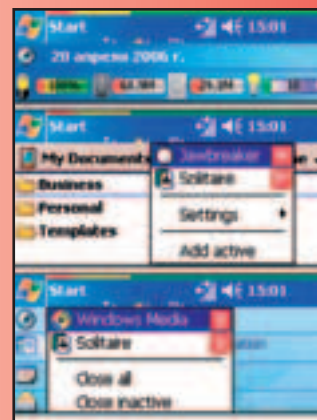 Start 15:01
20 апреля 2006 г.
100%
Start 15:01
My Documents
Jawbreaker
Business
Solitaire
Personal
Settings
Templates
Add active
Start 15:01
Windows Media
Solitaire
Close all
Close inactive